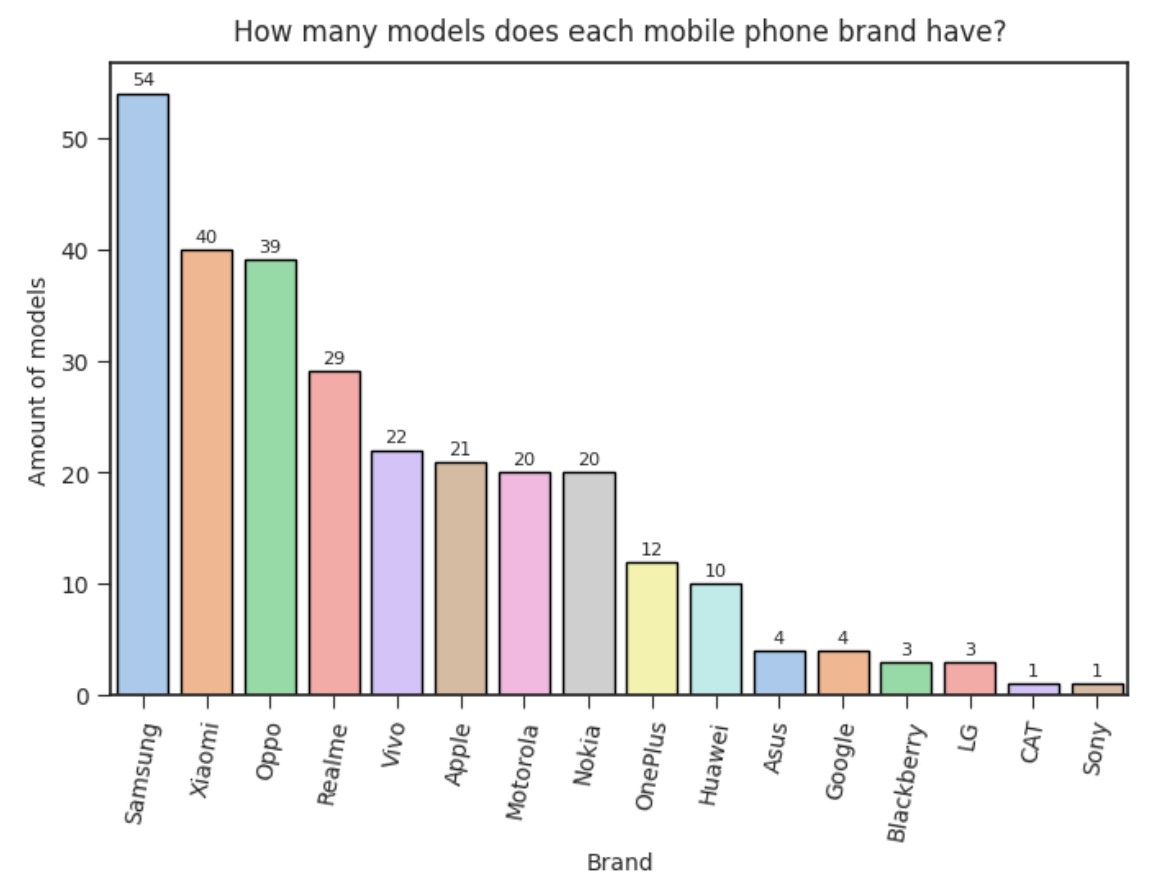 How many models does each mobile phone brand have?
54
40
39
29
22
21
20
20
12
10
4
4
3
3
1
1
50
40
30
20
10
0
Amount of models
Samsung
Xiaomi
Oppo
Realme
Vivo
Apple
Motorola
Nokia
OnePlus
Huawei
Asus
Google
Blackberry
LG
CAT
Sony
Brand